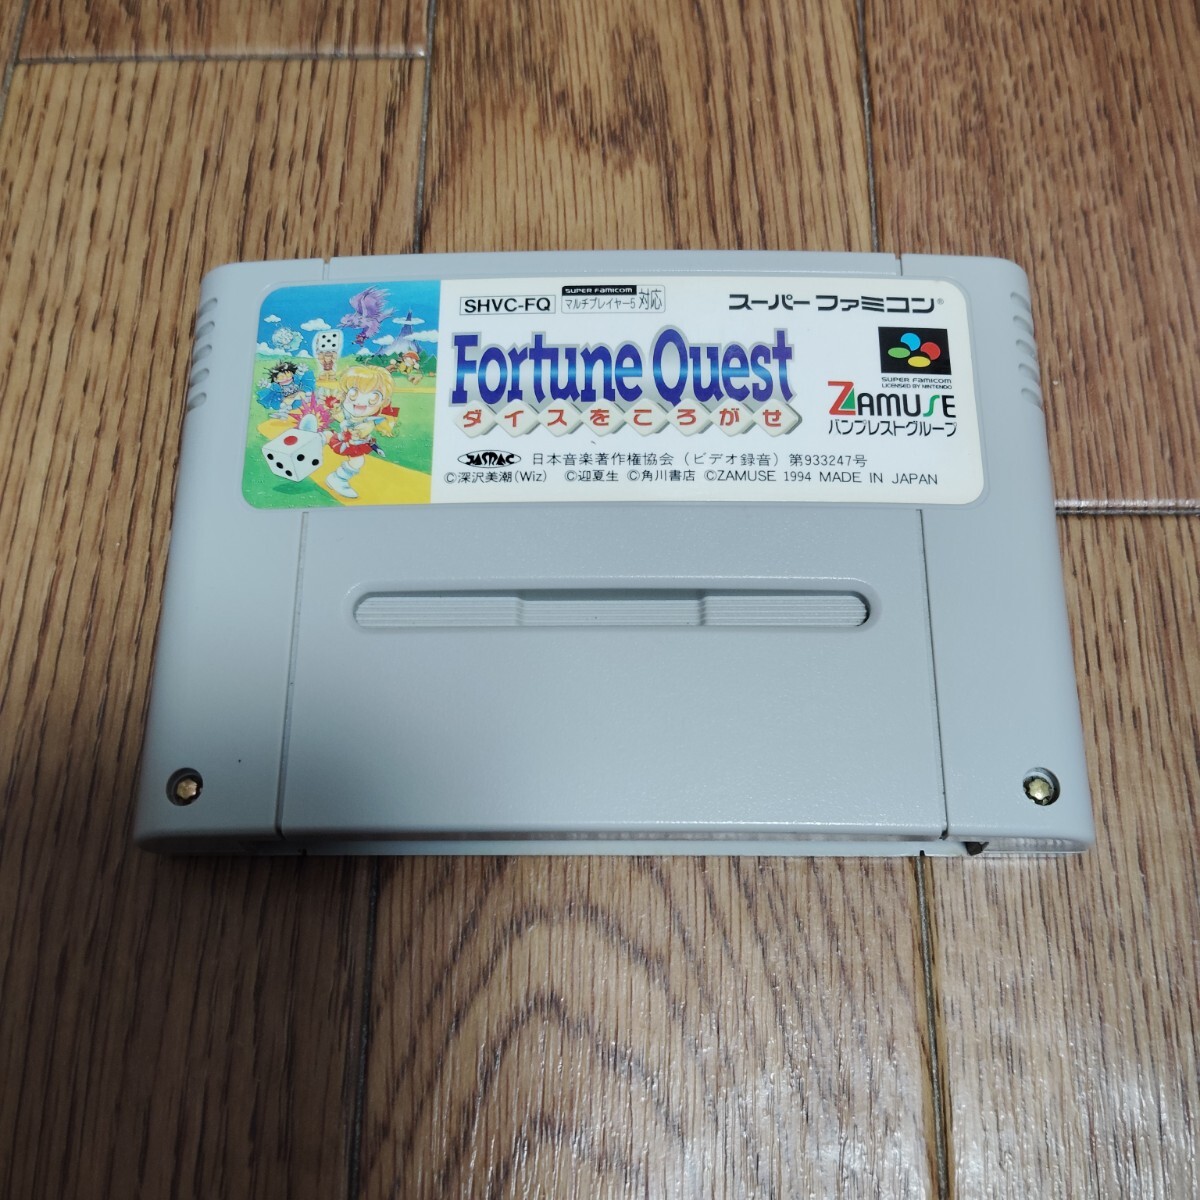 SHVC-FQ
SUPER FAMICOM
マルチプレイヤー5 対応
スーパーファミコン®
Fortune Quest
ダイスをころがせ
SUPER FAMICOM
LICENSED BY NINTENDO
ZAMUSE
バンプレストグループ
JASRAC 日本音楽著作権協会(ビデオ録音)第933247号
©深沢美潮(Wiz) ©迎夏生 ©角川書店 ©ZAMUSE 1994 MADE IN JAPAN